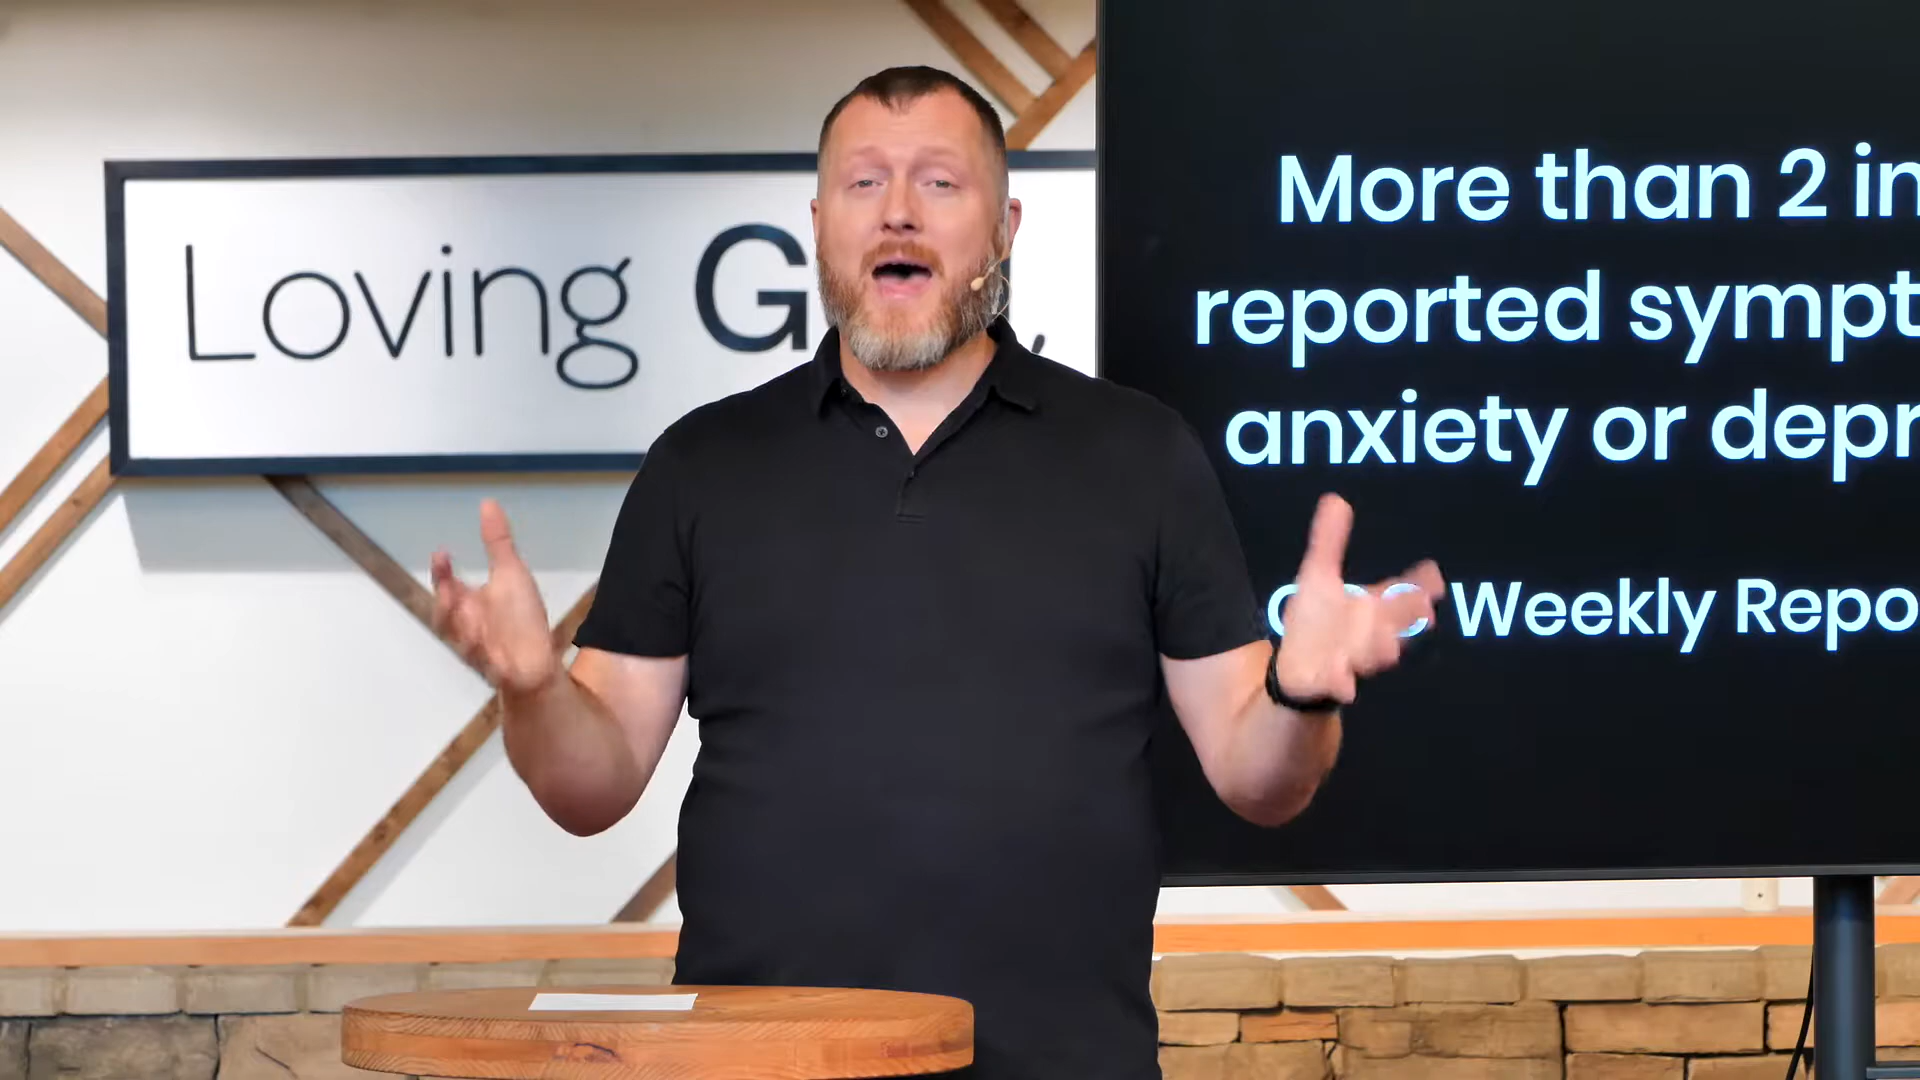 Loving
More than 2 in
reported sympt
anxiety or depr
Weekly Repo